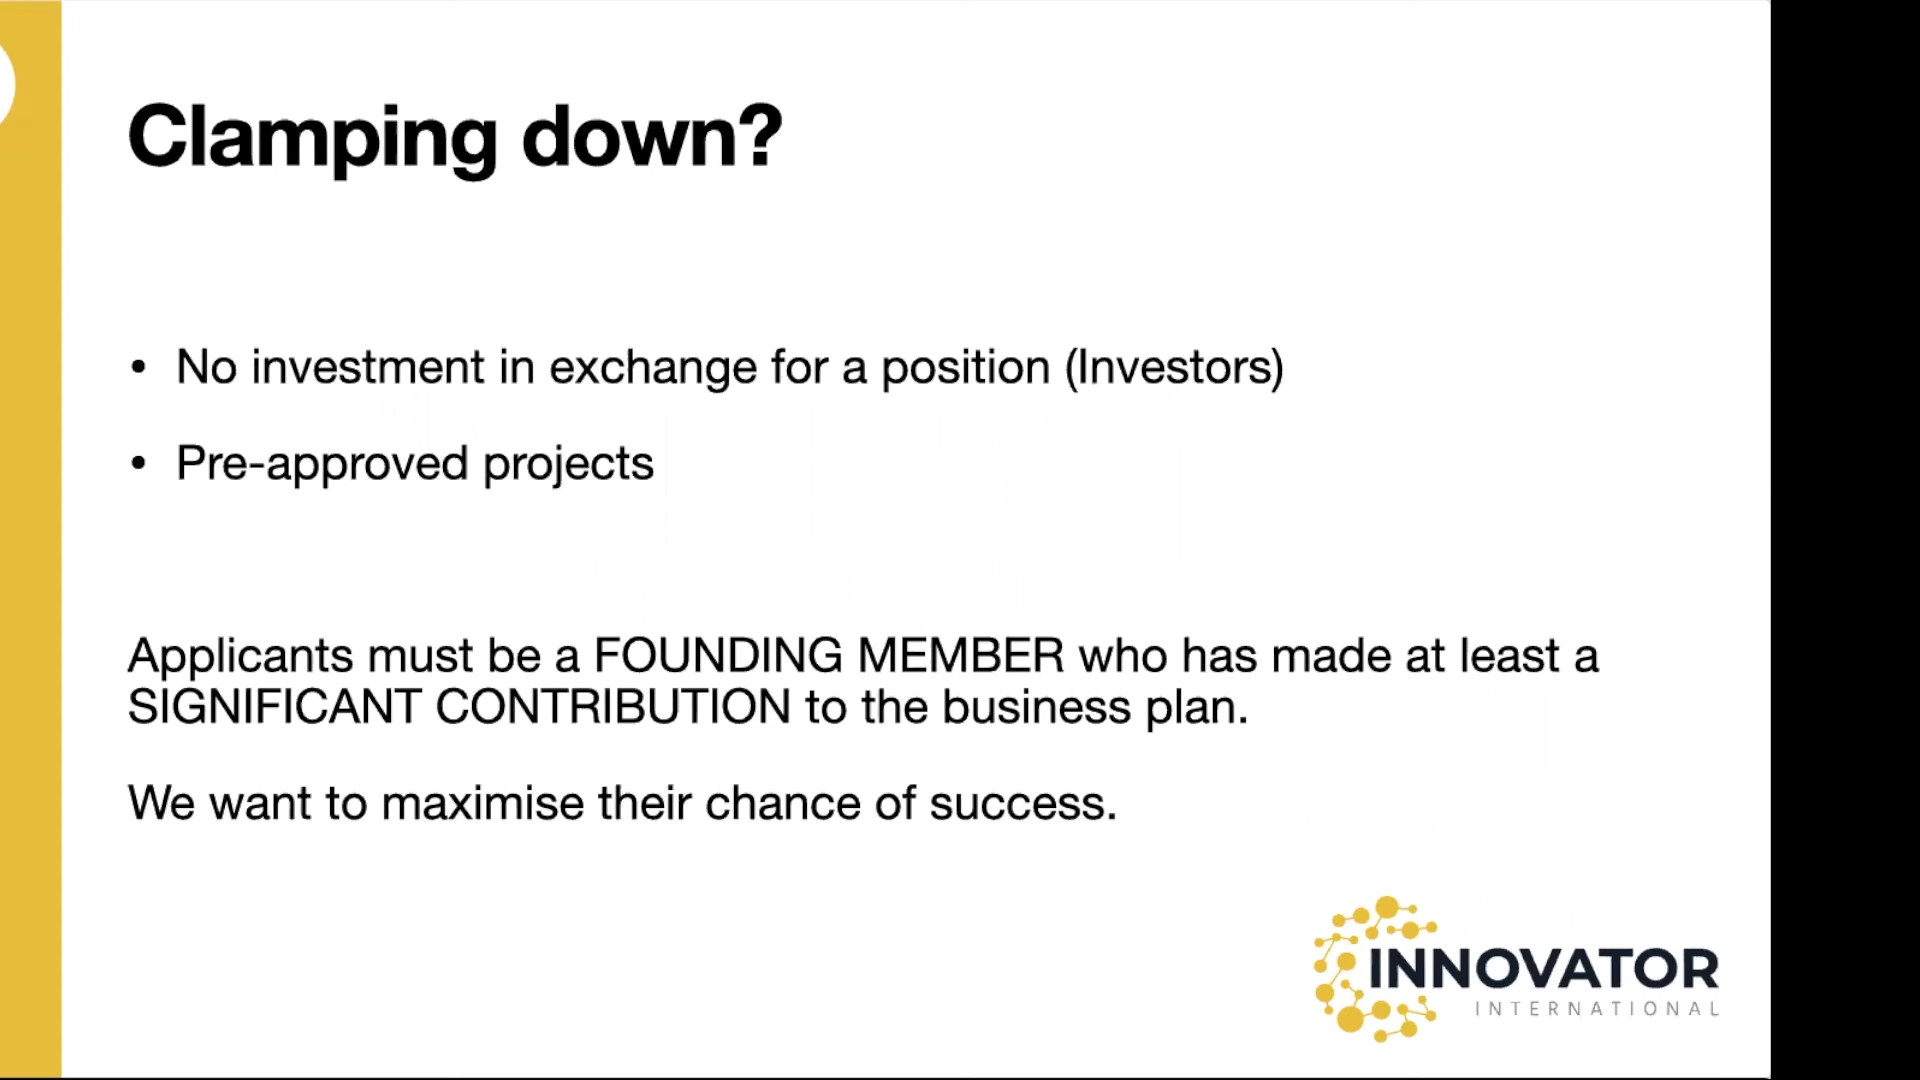 Clamping down?
• No investment in exchange for a position (Investors)
• Pre-approved projects
Applicants must be a FOUNDING MEMBER who has made at least a
SIGNIFICANT CONTRIBUTION to the business plan.
We want to maximise their chance of success.
INNOVATOR
INTERNATIONAL